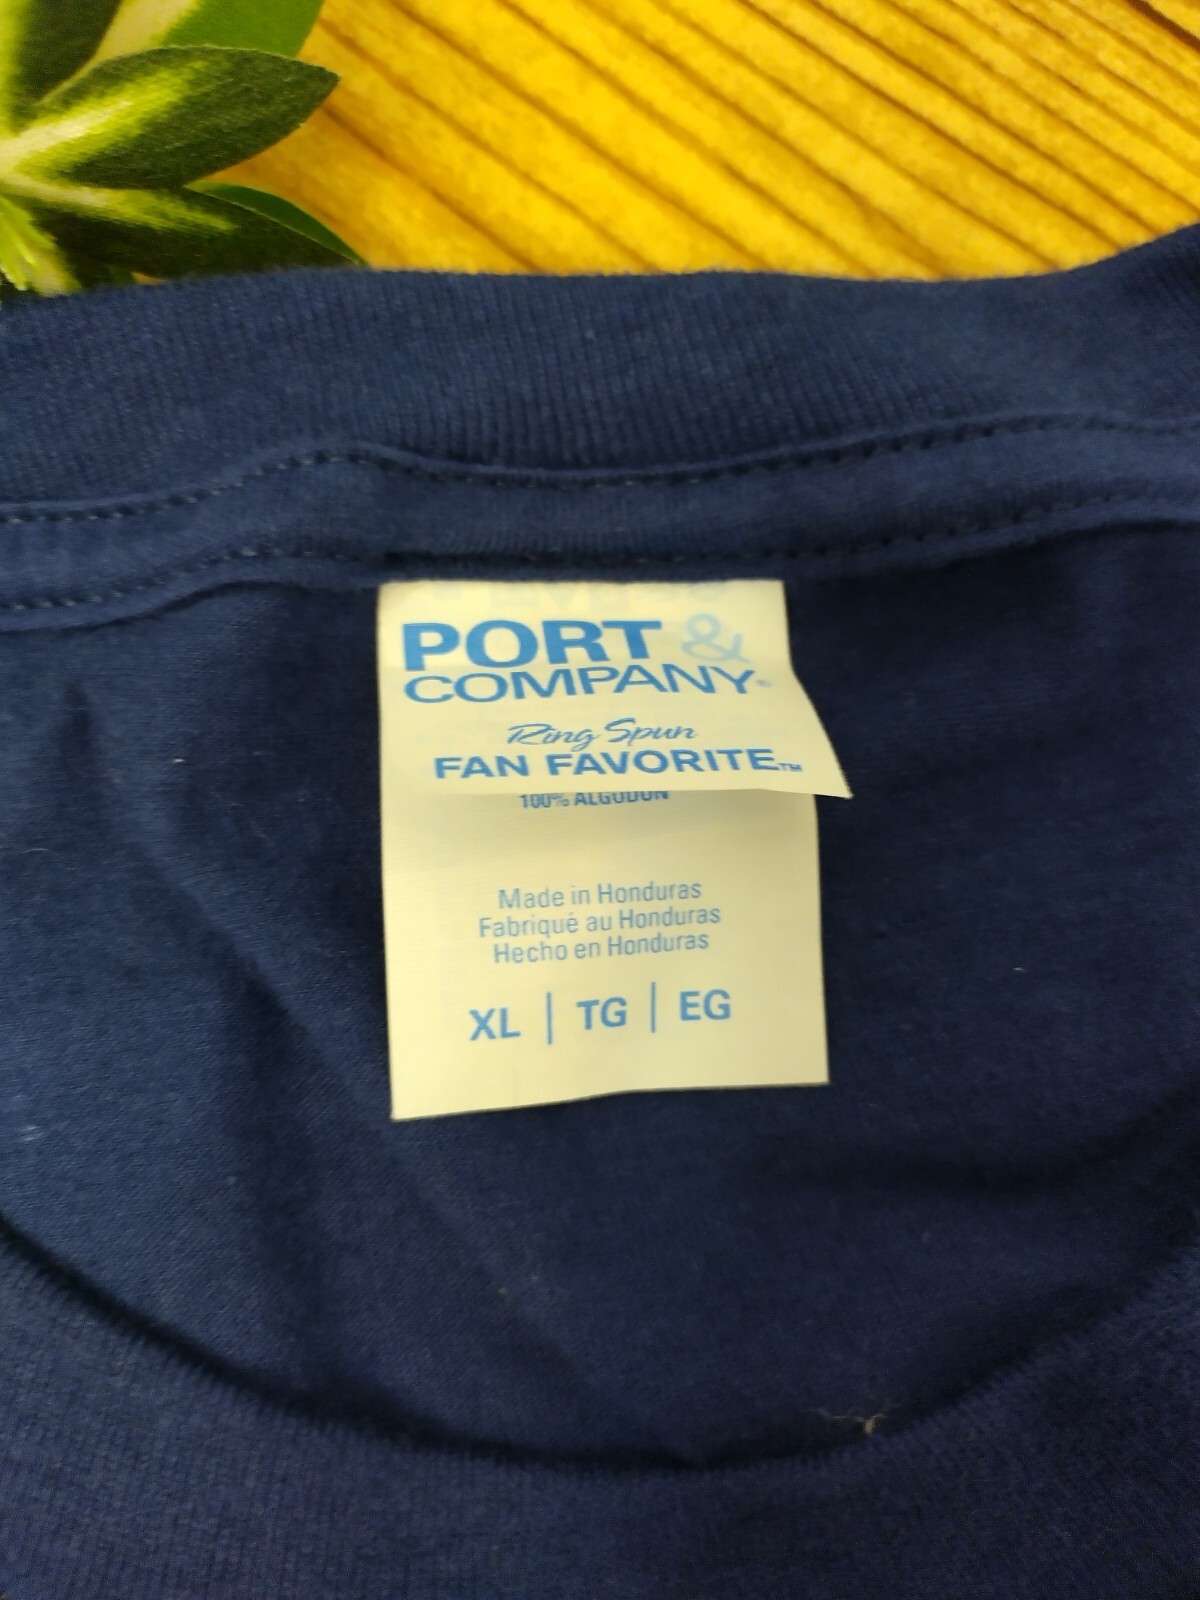 PORT &
COMPANY®
Ring Spun
FAN FAVORITE™
100% ALGODON
Made in Honduras
Fabriqué au Honduras
Hecho en Honduras
XL | TG | EG